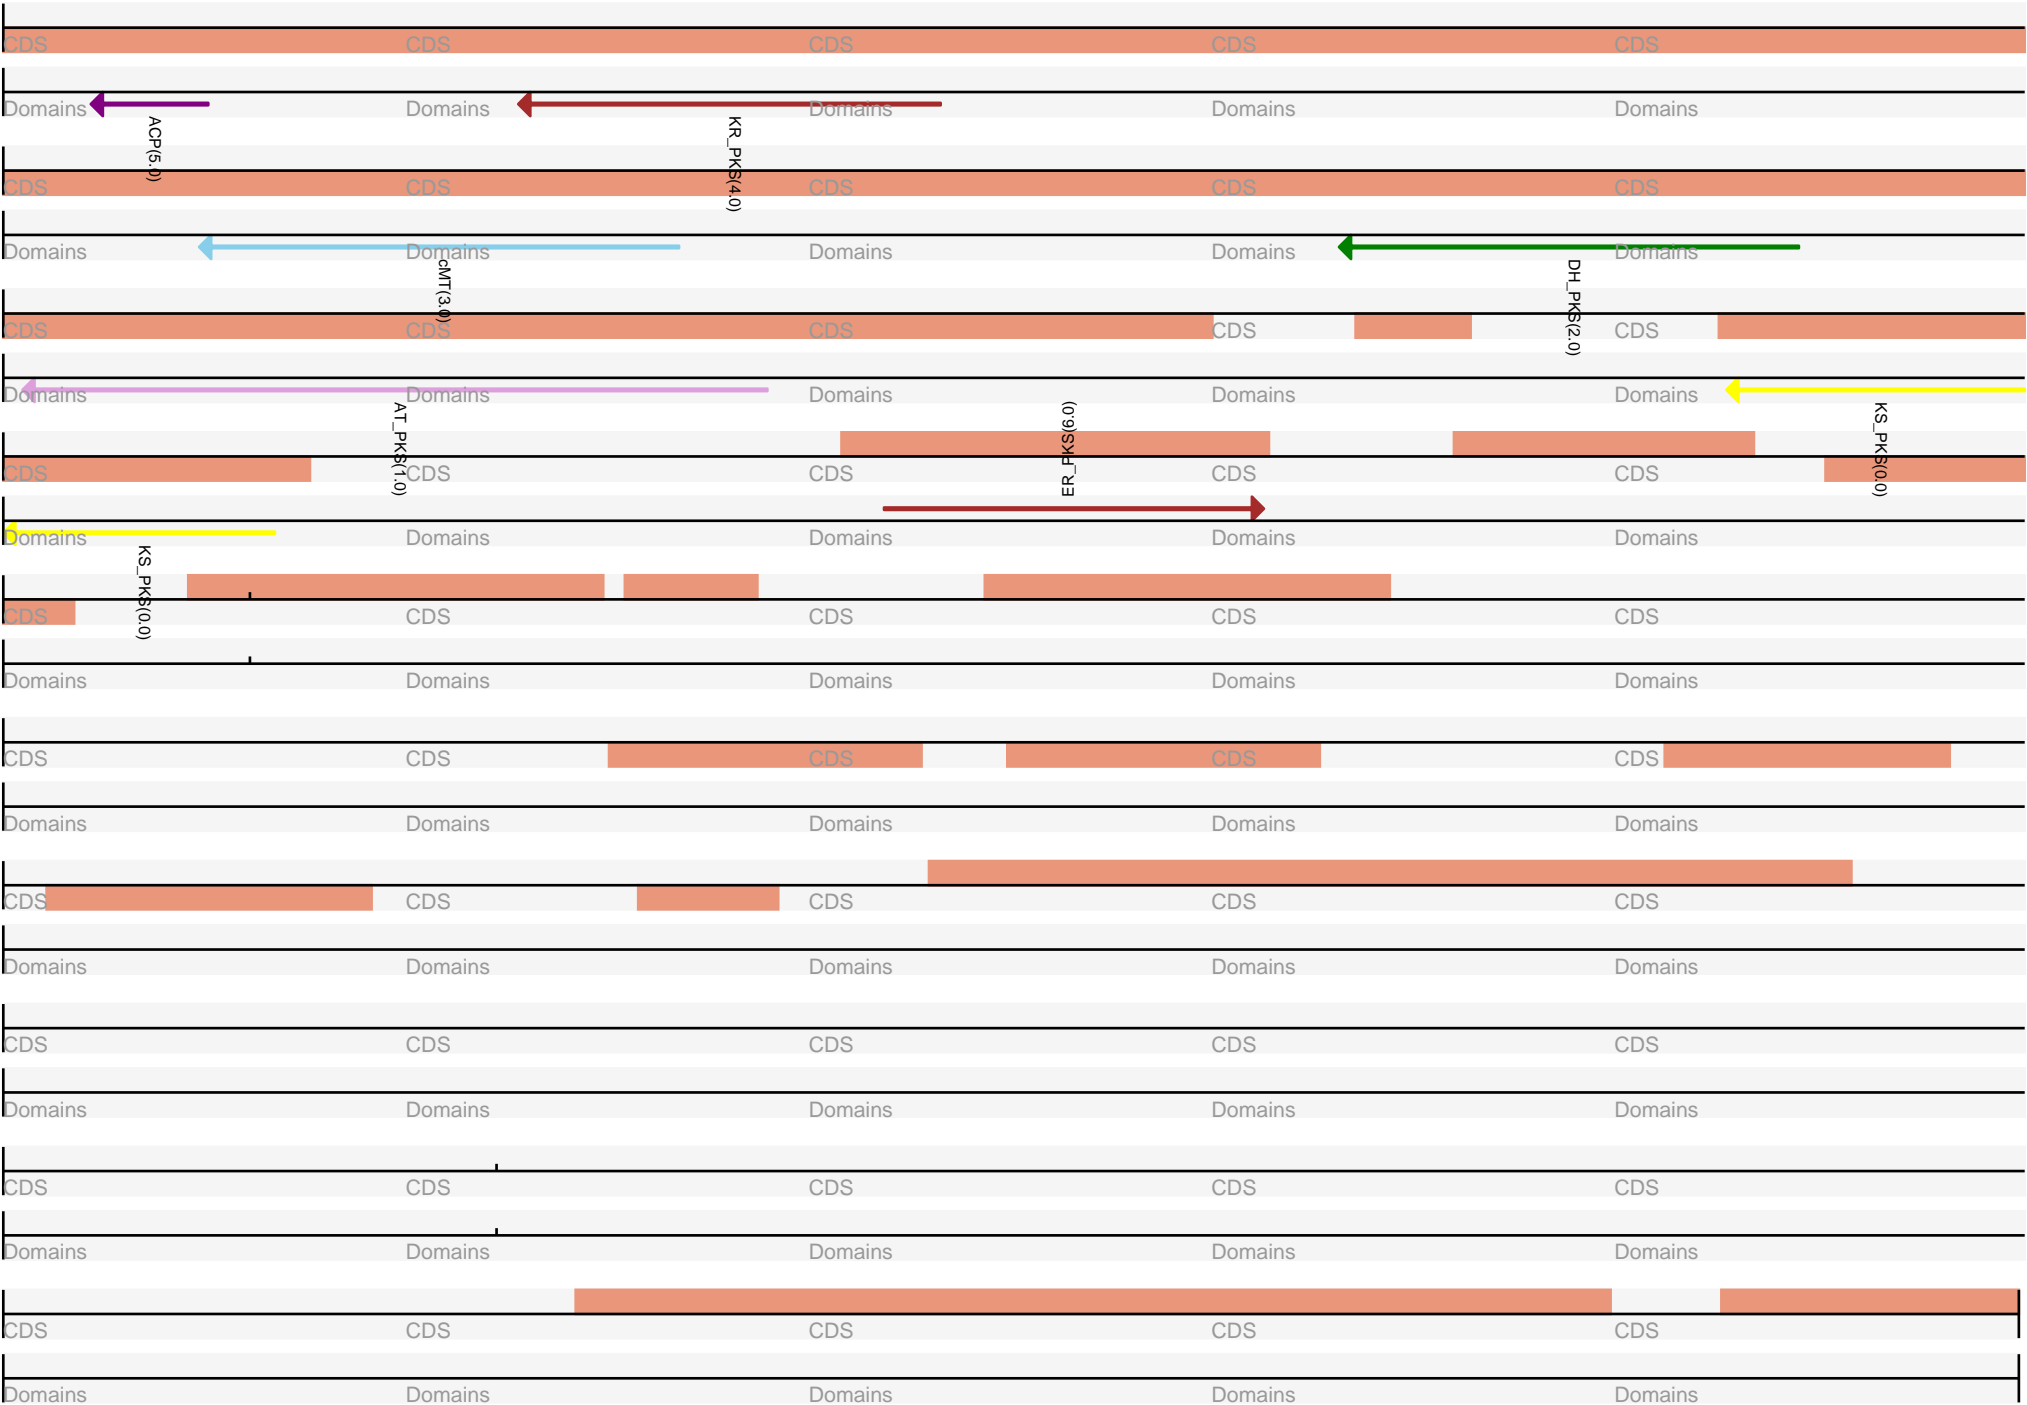 CDS CDS CDS CDS CDS
Domains Domains Domains Domains Domains
ACP(5.0) KR_PKS(4.0)
CDS CDS CDS CDS CDS
Domains Domains Domains Domains Domains
cMT(3.0) DH_PKS(2.0)
CDS CDS CDS CDS CDS
Domains Domains Domains Domains Domains
AT_PKS(1.0) ER_PKS(6.0) KS_PKS(0.0)
CDS CDS CDS CDS CDS
Domains Domains Domains Domains Domains
KS_PKS(0.0)
CDS CDS CDS CDS CDS
Domains Domains Domains Domains Domains
CDS CDS CDS CDS CDS
Domains Domains Domains Domains Domains
CDS CDS CDS CDS CDS
Domains Domains Domains Domains Domains
CDS CDS CDS CDS CDS
Domains Domains Domains Domains Domains
CDS CDS CDS CDS CDS
Domains Domains Domains Domains Domains
CDS CDS CDS CDS CDS
Domains Domains Domains Domains Domains